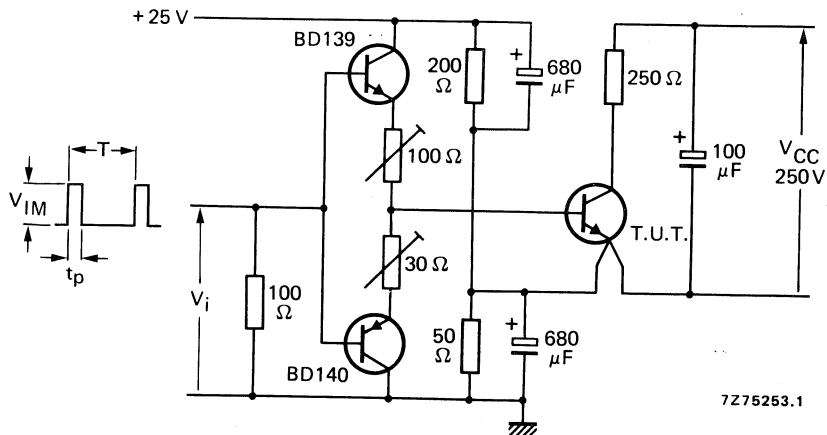 +25 V
BD139
200
Ω
+
680
μF
250 Ω
+
100
μF
V_CC
250 V
T
V_IM
t_p
100 Ω
T.U.T.
30 Ω
V_i
100
Ω
BD140
50
Ω
+
680
μF
7Z75253.1